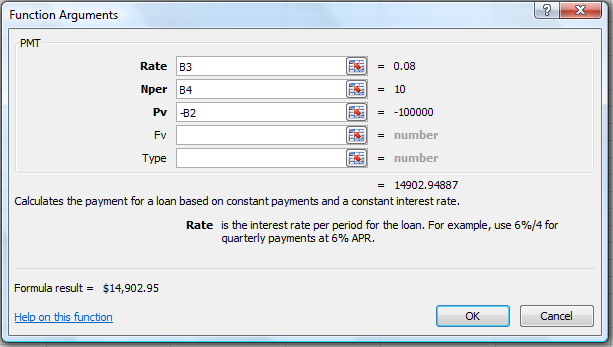 Function Arguments
PMT
Rate B3 = 0.08
Nper B4 = 10
Pv -B2 = -100000
Fv = number
Type = number
= 14902.94887
Calculates the payment for a loan based on constant payments and a constant interest rate.
Rate is the interest rate per period for the loan. For example, use 6%/4 for
quarterly payments at 6% APR.
Formula result = $14,902.95
Help on this function OK Cancel